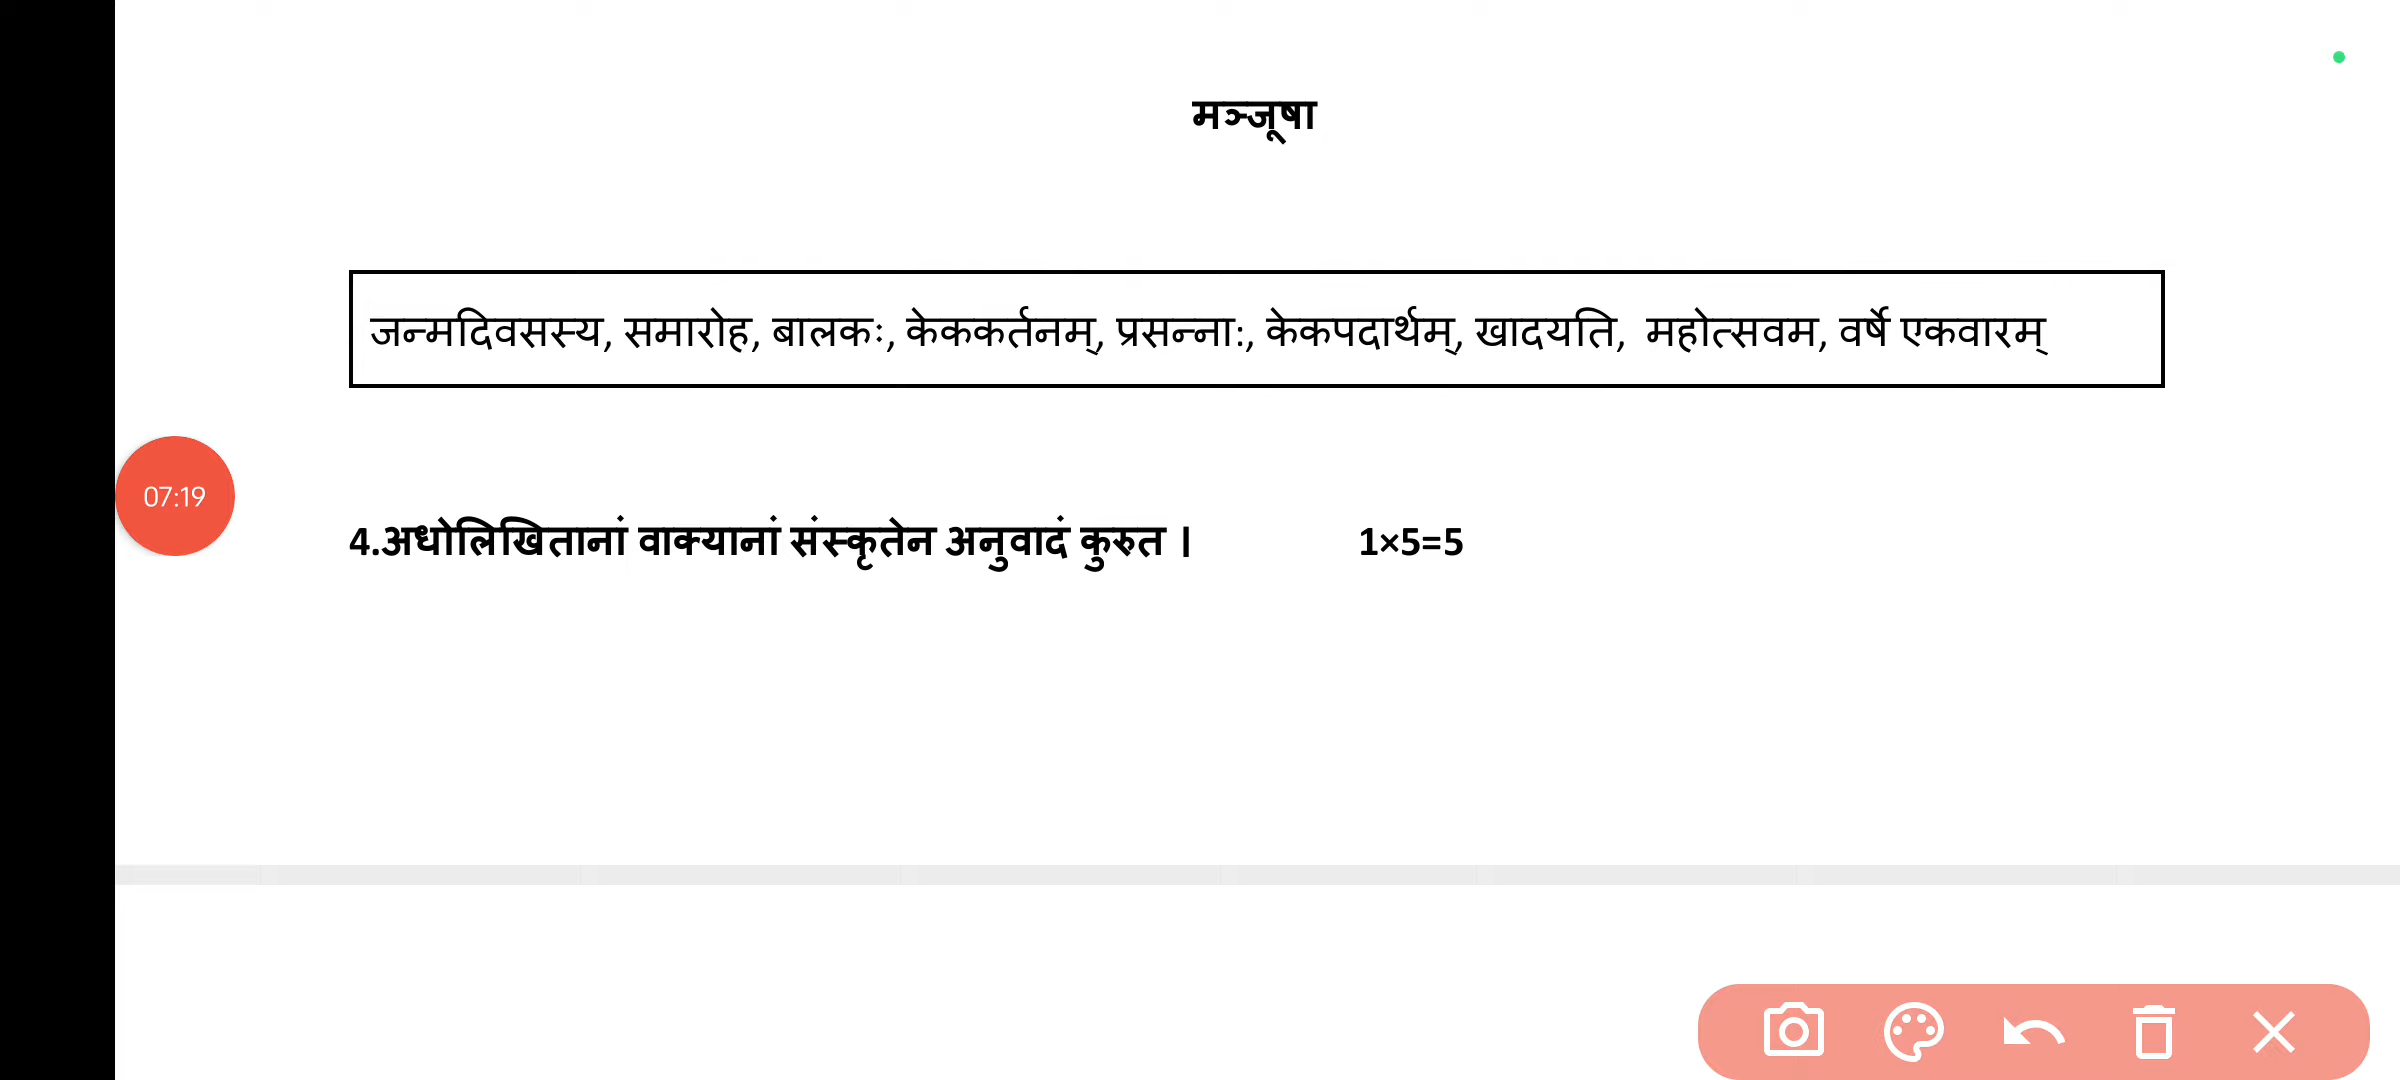 मञ्जूषा
जन्मदिवसस्य, समारोह, बालकः, केककर्तनम्, प्रसन्ना:, केकपदार्थम्, खादयति, महोत्सवम, वर्षे एकवारम्
07:19
4.अधोलिखितानां वाक्यानां संस्कृतेन अनुवादं कुरुत । 1×5=5